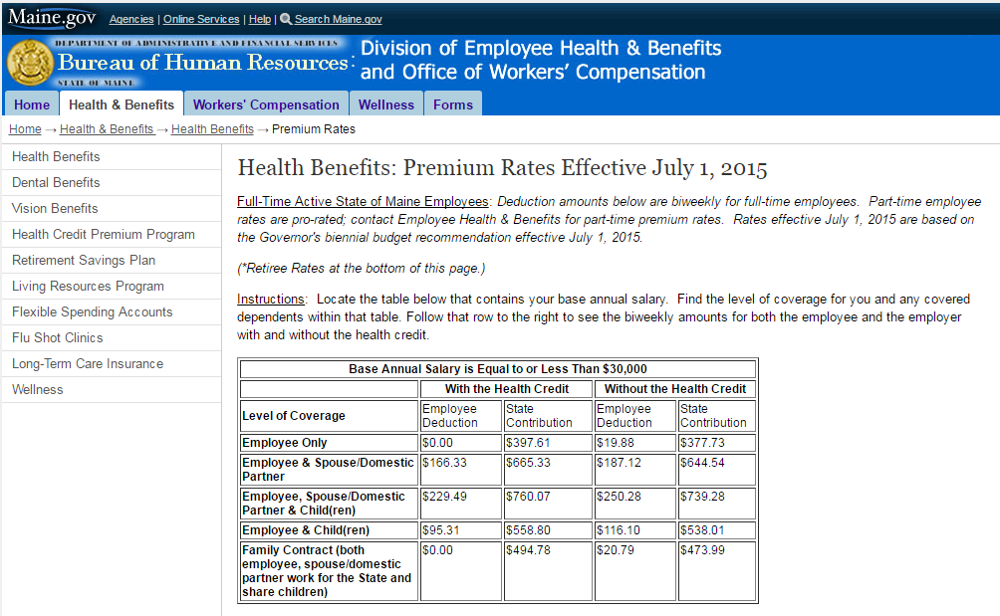 Maine.gov Agencies | Online Services | Help | Search Maine.gov
DEPARTMENT OF ADMINISTRATIVE AND FINANCIAL SERVICES
Bureau of Human Resources:
STATE OF MAINE
Division of Employee Health & Benefits
and Office of Workers' Compensation
Home Health & Benefits Workers' Compensation Wellness Forms
Home → Health & Benefits → Health Benefits → Premium Rates
Health Benefits
Dental Benefits
Vision Benefits
Health Credit Premium Program
Retirement Savings Plan
Living Resources Program
Flexible Spending Accounts
Flu Shot Clinics
Long-Term Care Insurance
Wellness
Health Benefits: Premium Rates Effective July 1, 2015
Full-Time Active State of Maine Employees: Deduction amounts below are biweekly for full-time employees. Part-time employee
rates are pro-rated; contact Employee Health & Benefits for part-time premium rates. Rates effective July 1, 2015 are based on
the Governor's biennial budget recommendation effective July 1, 2015.
(*Retiree Rates at the bottom of this page.)
Instructions: Locate the table below that contains your base annual salary. Find the level of coverage for you and any covered
dependents within that table. Follow that row to the right to see the biweekly amounts for both the employee and the employer
with and without the health credit.
Base Annual Salary is Equal to or Less Than $30,000
With the Health Credit Without the Health Credit
Level of Coverage
Employee Deduction State Contribution Employee Deduction State Contribution
Employee Only $0.00 $397.61 $19.88 $377.73
Employee & Spouse/Domestic $166.33 $665.33 $187.12 $644.54
Partner
Employee, Spouse/Domestic $229.49 $760.07 $250.28 $739.28
Partner & Child(ren)
Employee & Child(ren) $95.31 $558.80 $116.10 $538.01
Family Contract (both $0.00 $494.78 $20.79 $473.99
employee, spouse/domestic
partner work for the State and
share children)